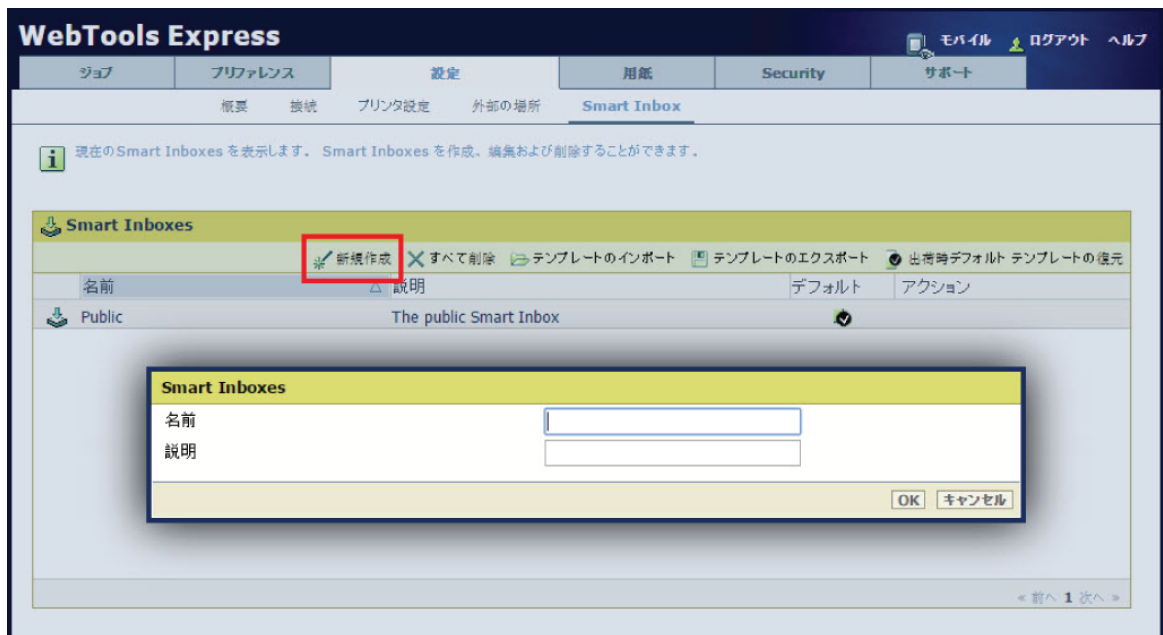 WebTools Express
モバイル ログアウト ヘルプ
ジョブ プリファレンス 設定 用紙 Security サポート
概要 接続 プリンタ設定 外部の場所 Smart Inbox
現在のSmart Inboxes を表示します。 Smart Inboxes を作成、編集および削除することができます。
Smart Inboxes
新規作成 すべて削除 テンプレートのインポート テンプレートのエクスポート 出荷時デフォルト テンプレートの復元
名前 説明 デフォルト アクション
Public The public Smart Inbox
Smart Inboxes
名前
説明
OK キャンセル
« 前へ 1 次へ »